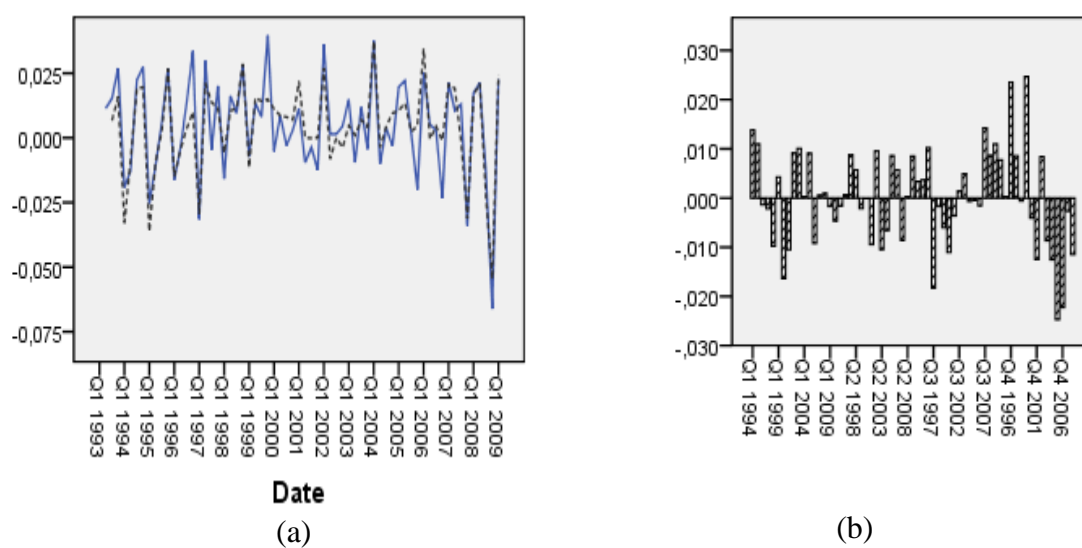 0,025
0,000
-0,025
-0,050
-0,075
Q1 1993
Q1 1994
Q1 1995
Q1 1996
Q1 1997
Q1 1998
Q1 1999
Q1 2000
Q1 2001
Q1 2002
Q1 2003
Q1 2004
Q1 2005
Q1 2006
Q1 2007
Q1 2008
Q1 2009
Date
(a)
,030
,020
,010
,000
-,010
-,020
-,030
Q1 1994
Q1 1999
Q1 2004
Q1 2009
Q2 1998
Q2 2003
Q2 2008
Q3 1997
Q3 2002
Q3 2007
Q4 1996
Q4 2001
Q4 2006
(b)